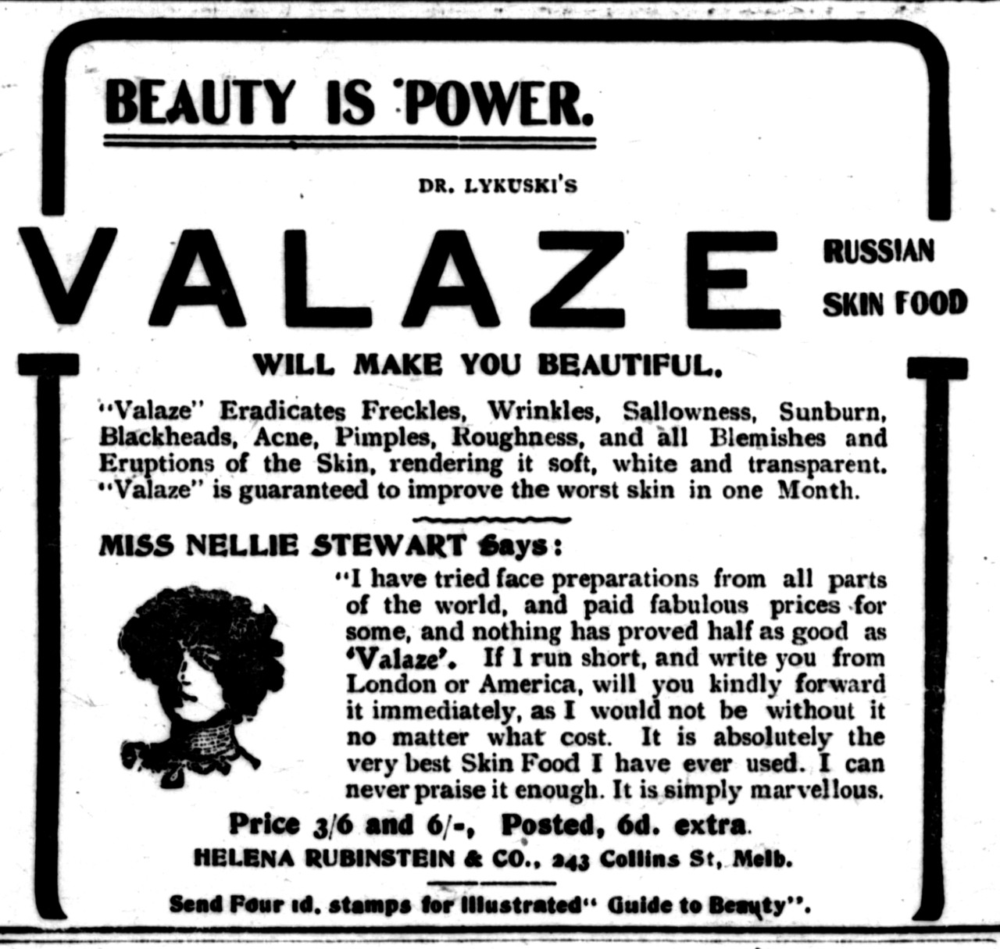 BEAUTY IS POWER.
DR. LYKUSKI'S
VALAZE
RUSSIAN
SKIN FOOD
WILL MAKE YOU BEAUTIFUL.
"Valaze" Eradicates Freckles, Wrinkles, Sallowness, Sunburn,
Blackheads, Acne, Pimples, Roughness, and all Blemishes and
Eruptions of the Skin, rendering it soft, white and transparent.
"Valaze" is guaranteed to improve the worst skin in one Month.
MISS NELLIE STEWART Says:
"I have tried face preparations from all parts
of the world, and paid fabulous prices for
some, and nothing has proved half as good as
'Valaze'. If I run short, and write you from
London or America, will you kindly forward
it immediately, as I would not be without it
no matter what cost. It is absolutely the
very best Skin Food I have ever used. I can
never praise it enough. It is simply marvellous.
Price 3/6 and 6/-, Posted, 6d. extra.
HELENA RUBINSTEIN & CO., 243 Collins St, Melb.
Send Four 1d. stamps for Illustrated " Guide to Beauty".